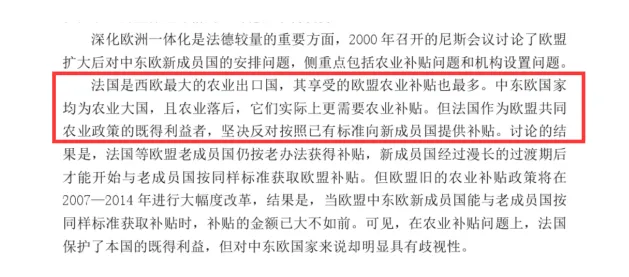 深化欧洲一体化是法德较量的重要方面，2000 年召开的尼斯会议讨论了欧盟
扩大后对中东欧新成员国的安排问题，侧重点包括农业补贴问题和机构设置问题。
法国是西欧最大的农业出口国，其享受的欧盟农业补贴也最多。中东欧国家
均为农业大国，且农业落后，它们实际上更需要农业补贴。但法国作为欧盟共同
农业政策的既得利益者，坚决反对按照已有标准向新成员国提供补贴。讨论的结
果是，法国等欧盟老成员国仍按老办法获得补贴，新成员国经过漫长的过渡期后
才能开始与老成员国按同样标准获取欧盟补贴。但欧盟旧的农业补贴政策将在
2007—2014 年进行大幅度改革，结果是，当欧盟中东欧新成员国能与老成员国按
同样标准获取补贴时，补贴的金额已大不如前。可见，在农业补贴问题上，法国
保护了本国的既得利益，但对中东欧国家来说却明显具有歧视性。